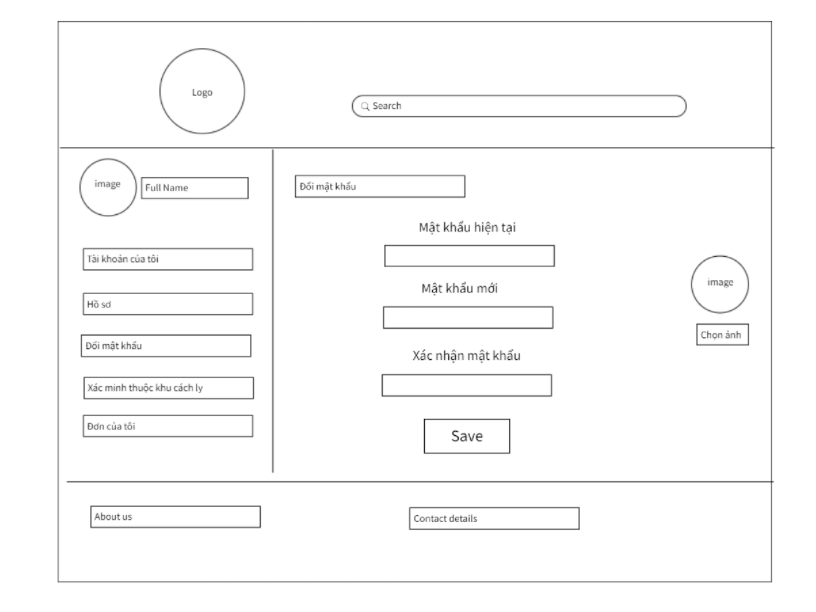 Logo
Search
image
Full Name
Tài khoản của tôi
Hồ sơ
Đổi mật khẩu
Xác minh thuộc khu cách ly
Đơn của tôi
Đổi mật khẩu
Mật khẩu hiện tại
Mật khẩu mới
Xác nhận mật khẩu
Save
image
Chọn ảnh
About us
Contact details